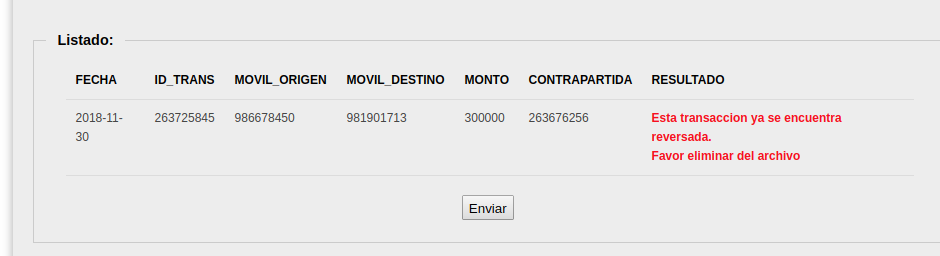 Listado:
FECHA ID_TRANS MOVIL_ORIGEN MOVIL_DESTINO MONTO CONTRAPARTIDA RESULTADO
2018-11-30 263725845 986678450 981901713 300000 263676256 Esta transaccion ya se encuentra
reversada.
Favor eliminar del archivo
Enviar